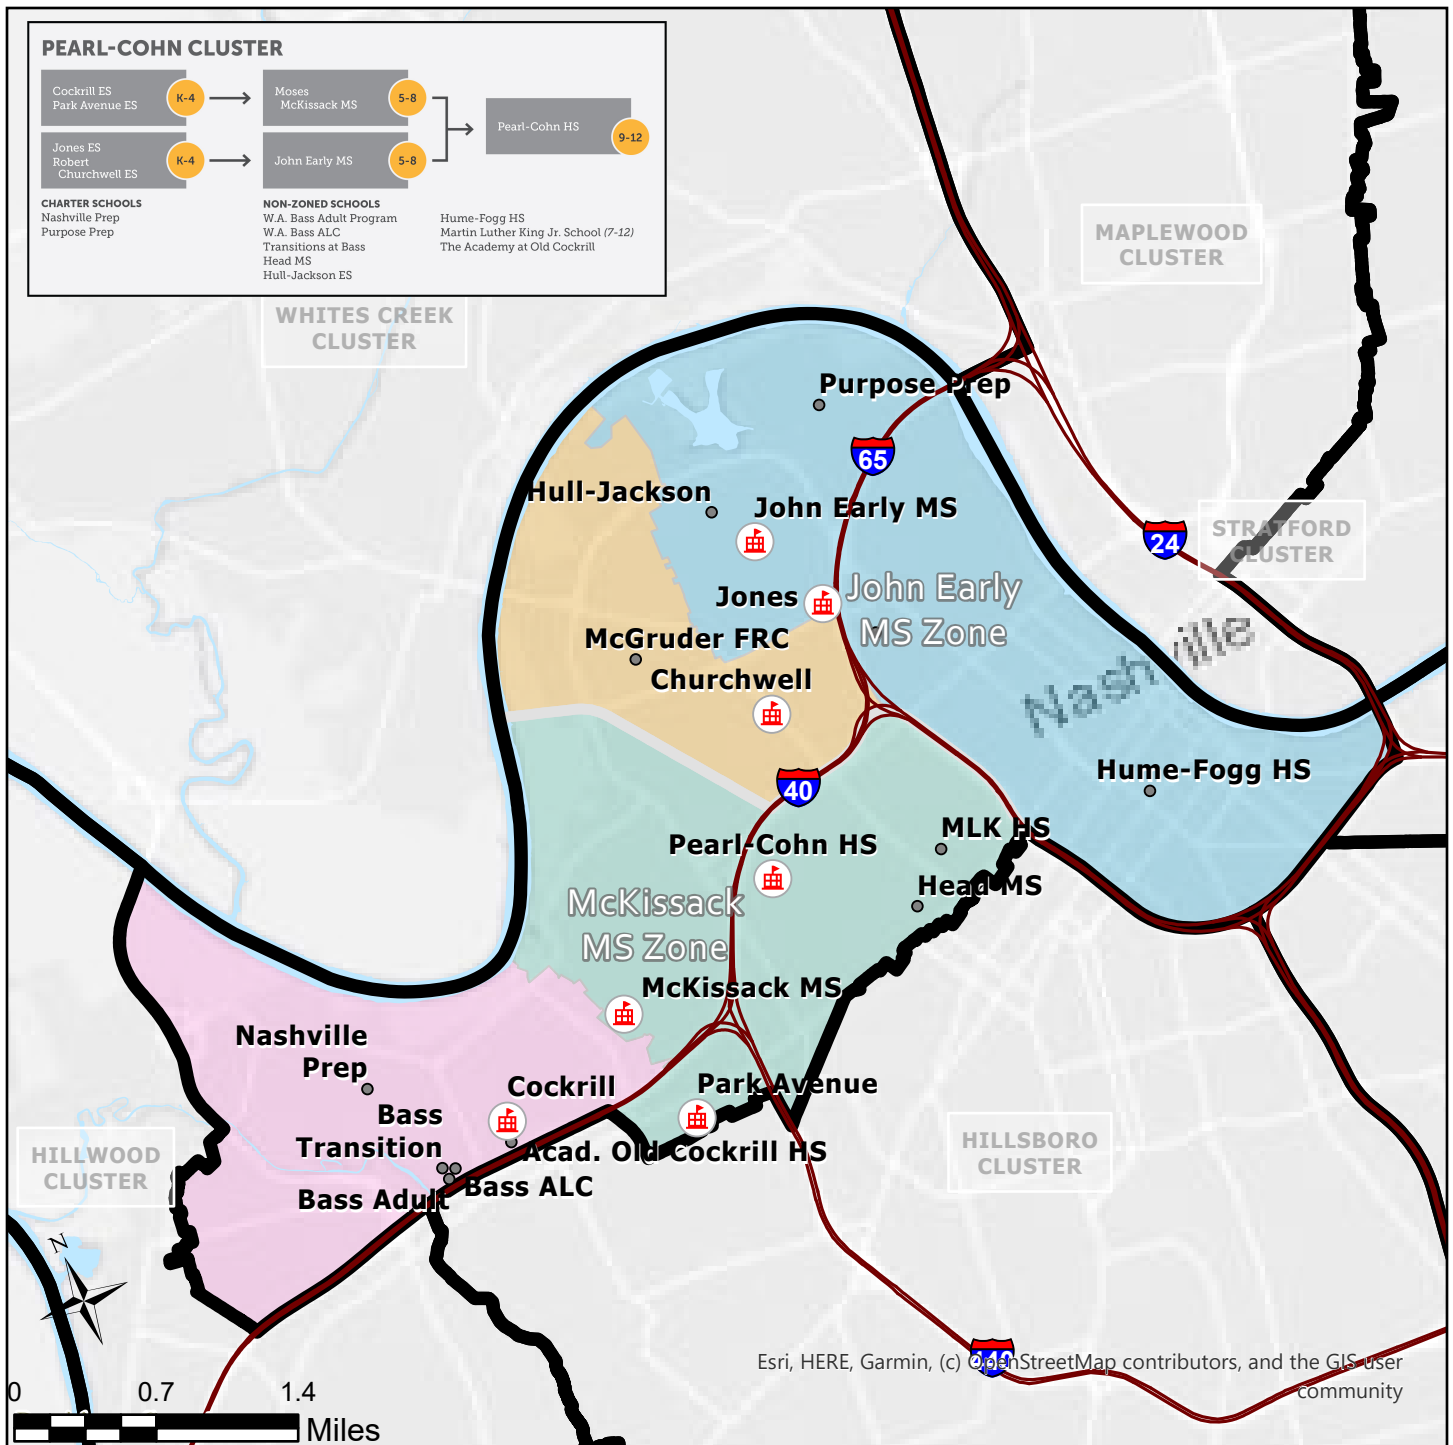 PEARL-COHN CLUSTER
Cockrill ES
Park Avenue ES
K-4
Moses
McKissack MS
5-8
Pearl-Cohn HS
9-12
Jones ES
Robert
Churchwell ES
K-4
John Early MS
5-8
CHARTER SCHOOLS
Nashville Prep
Purpose Prep
NON-ZONED SCHOOLS
W.A. Bass Adult Program
W.A. Bass ALC
Transitions at Bass
Head MS
Hull-Jackson ES
Hume-Fogg HS
Martin Luther King Jr. School (7-12)
The Academy at Old Cockrill
MAPLEWOOD
CLUSTER
WHITES CREEK
CLUSTER
Purpose Prep
65
Hull-Jackson
John Early MS
STRATFORD
CLUSTER
24
Jones
John Early
MS Zone
McGruder FRC
Nashville
Churchwell
40
Hume-Fogg HS
MLK HS
Pearl-Cohn HS
Head MS
McKissack
MS Zone
McKissack MS
Nashville
Prep
Cockrill
Park Avenue
Bass
Transition
Acad. Old Cockrill HS
HILLSBORO
CLUSTER
HILLWOOD
CLUSTER
Bass ALC
Bass Adult
N
440
Esri, HERE, Garmin, (c) OpenStreetMap contributors, and the GIS user
community
0 0.7 1.4
Miles